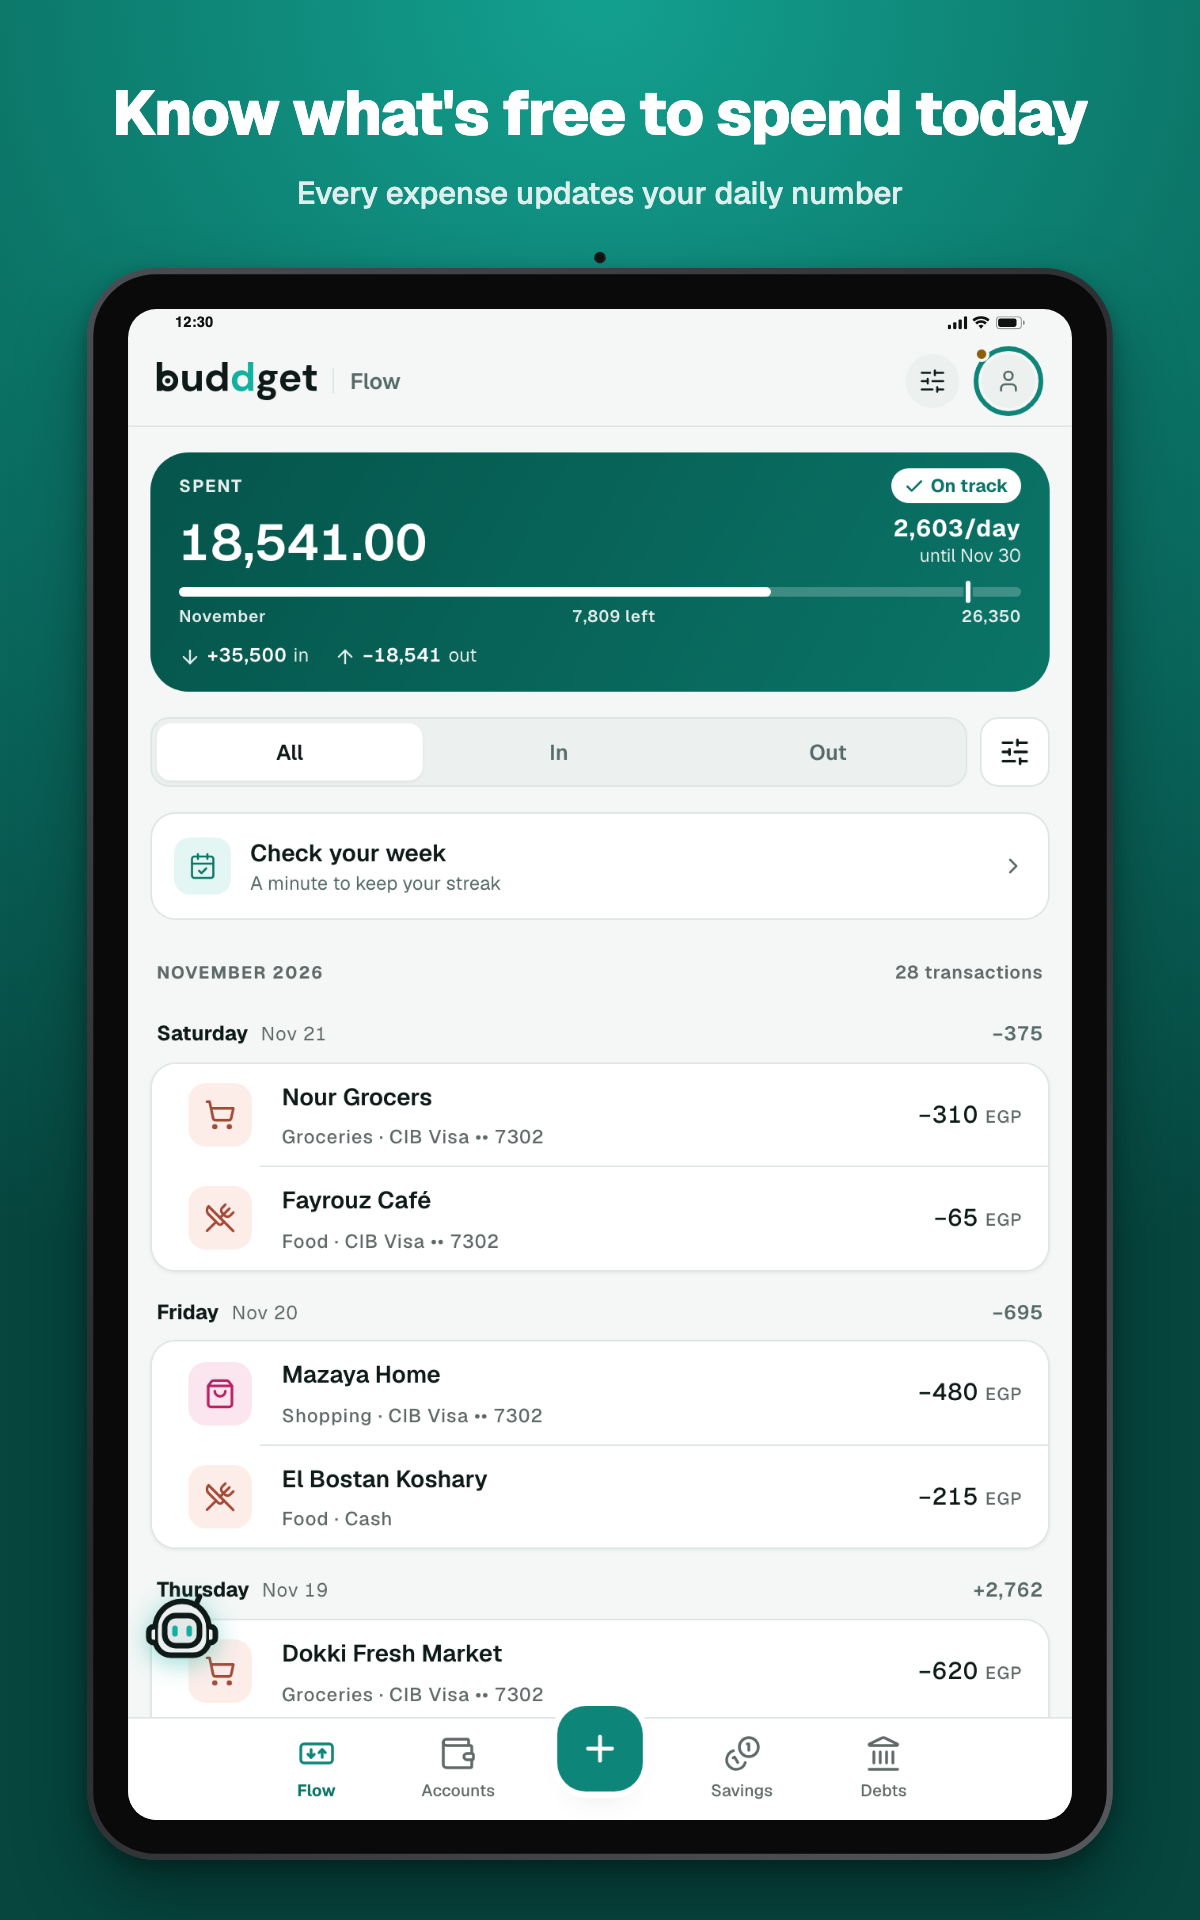 Know what's free to spend today
Every expense updates your daily number
12:30
buddget
Flow
SPENT
On track
18,541.00
2,603/day
until Nov 30
November
7,809 left
26,350
+35,500 in
−18,541 out
All
In
Out
Check your week
A minute to keep your streak
NOVEMBER 2026
28 transactions
Saturday Nov 21
−375
Nour Grocers
Groceries · CIB Visa •• 7302
−310 EGP
Fayrouz Café
Food · CIB Visa •• 7302
−65 EGP
Friday Nov 20
−695
Mazaya Home
Shopping · CIB Visa •• 7302
−480 EGP
El Bostan Koshary
Food · Cash
−215 EGP
Thursday Nov 19
+2,762
Dokki Fresh Market
Groceries · CIB Visa •• 7302
−620 EGP
Flow
Accounts
Savings
Debts